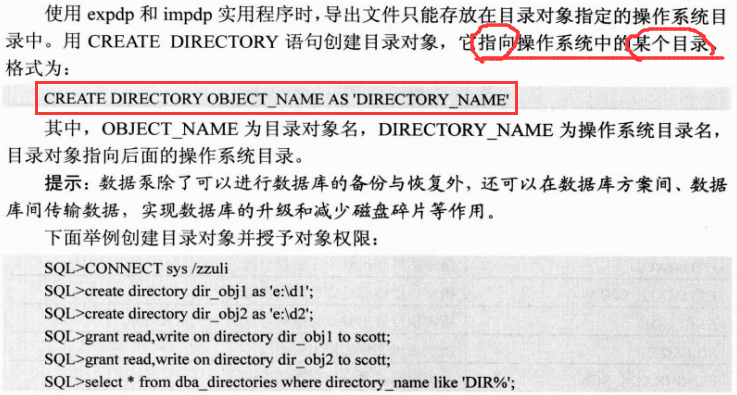 使用 expdp 和 impdp 实用程序时，导出文件只能存放在目录对象指定的操作系统目
录中。用 CREATE DIRECTORY 语句创建目录对象，它指向操作系统中的某个目录，
格式为：
CREATE DIRECTORY OBJECT_NAME AS 'DIRECTORY_NAME'
其中，OBJECT_NAME 为目录对象名，DIRECTORY_NAME 为操作系统目录名，
目录对象指向后面的操作系统目录。
提示：数据泵除了可以进行数据库的备份与恢复外，还可以在数据库方案间、数据
库间传输数据，实现数据库的升级和减少磁盘碎片等作用。
下面举例创建目录对象并授予对象权限：
SQL>CONNECT sys /zzuli
SQL>create directory dir_obj1 as 'e:\d1';
SQL>create directory dir_obj2 as 'e:\d2';
SQL>grant read,write on directory dir_obj1 to scott;
SQL>grant read,write on directory dir_obj2 to scott;
SQL>select * from dba_directories where directory_name like 'DIR%';